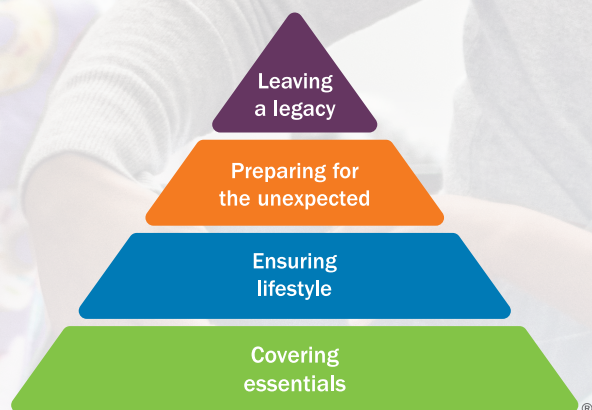 Leaving
a legacy
Preparing for
the unexpected
Ensuring
lifestyle
Covering
essentials
®